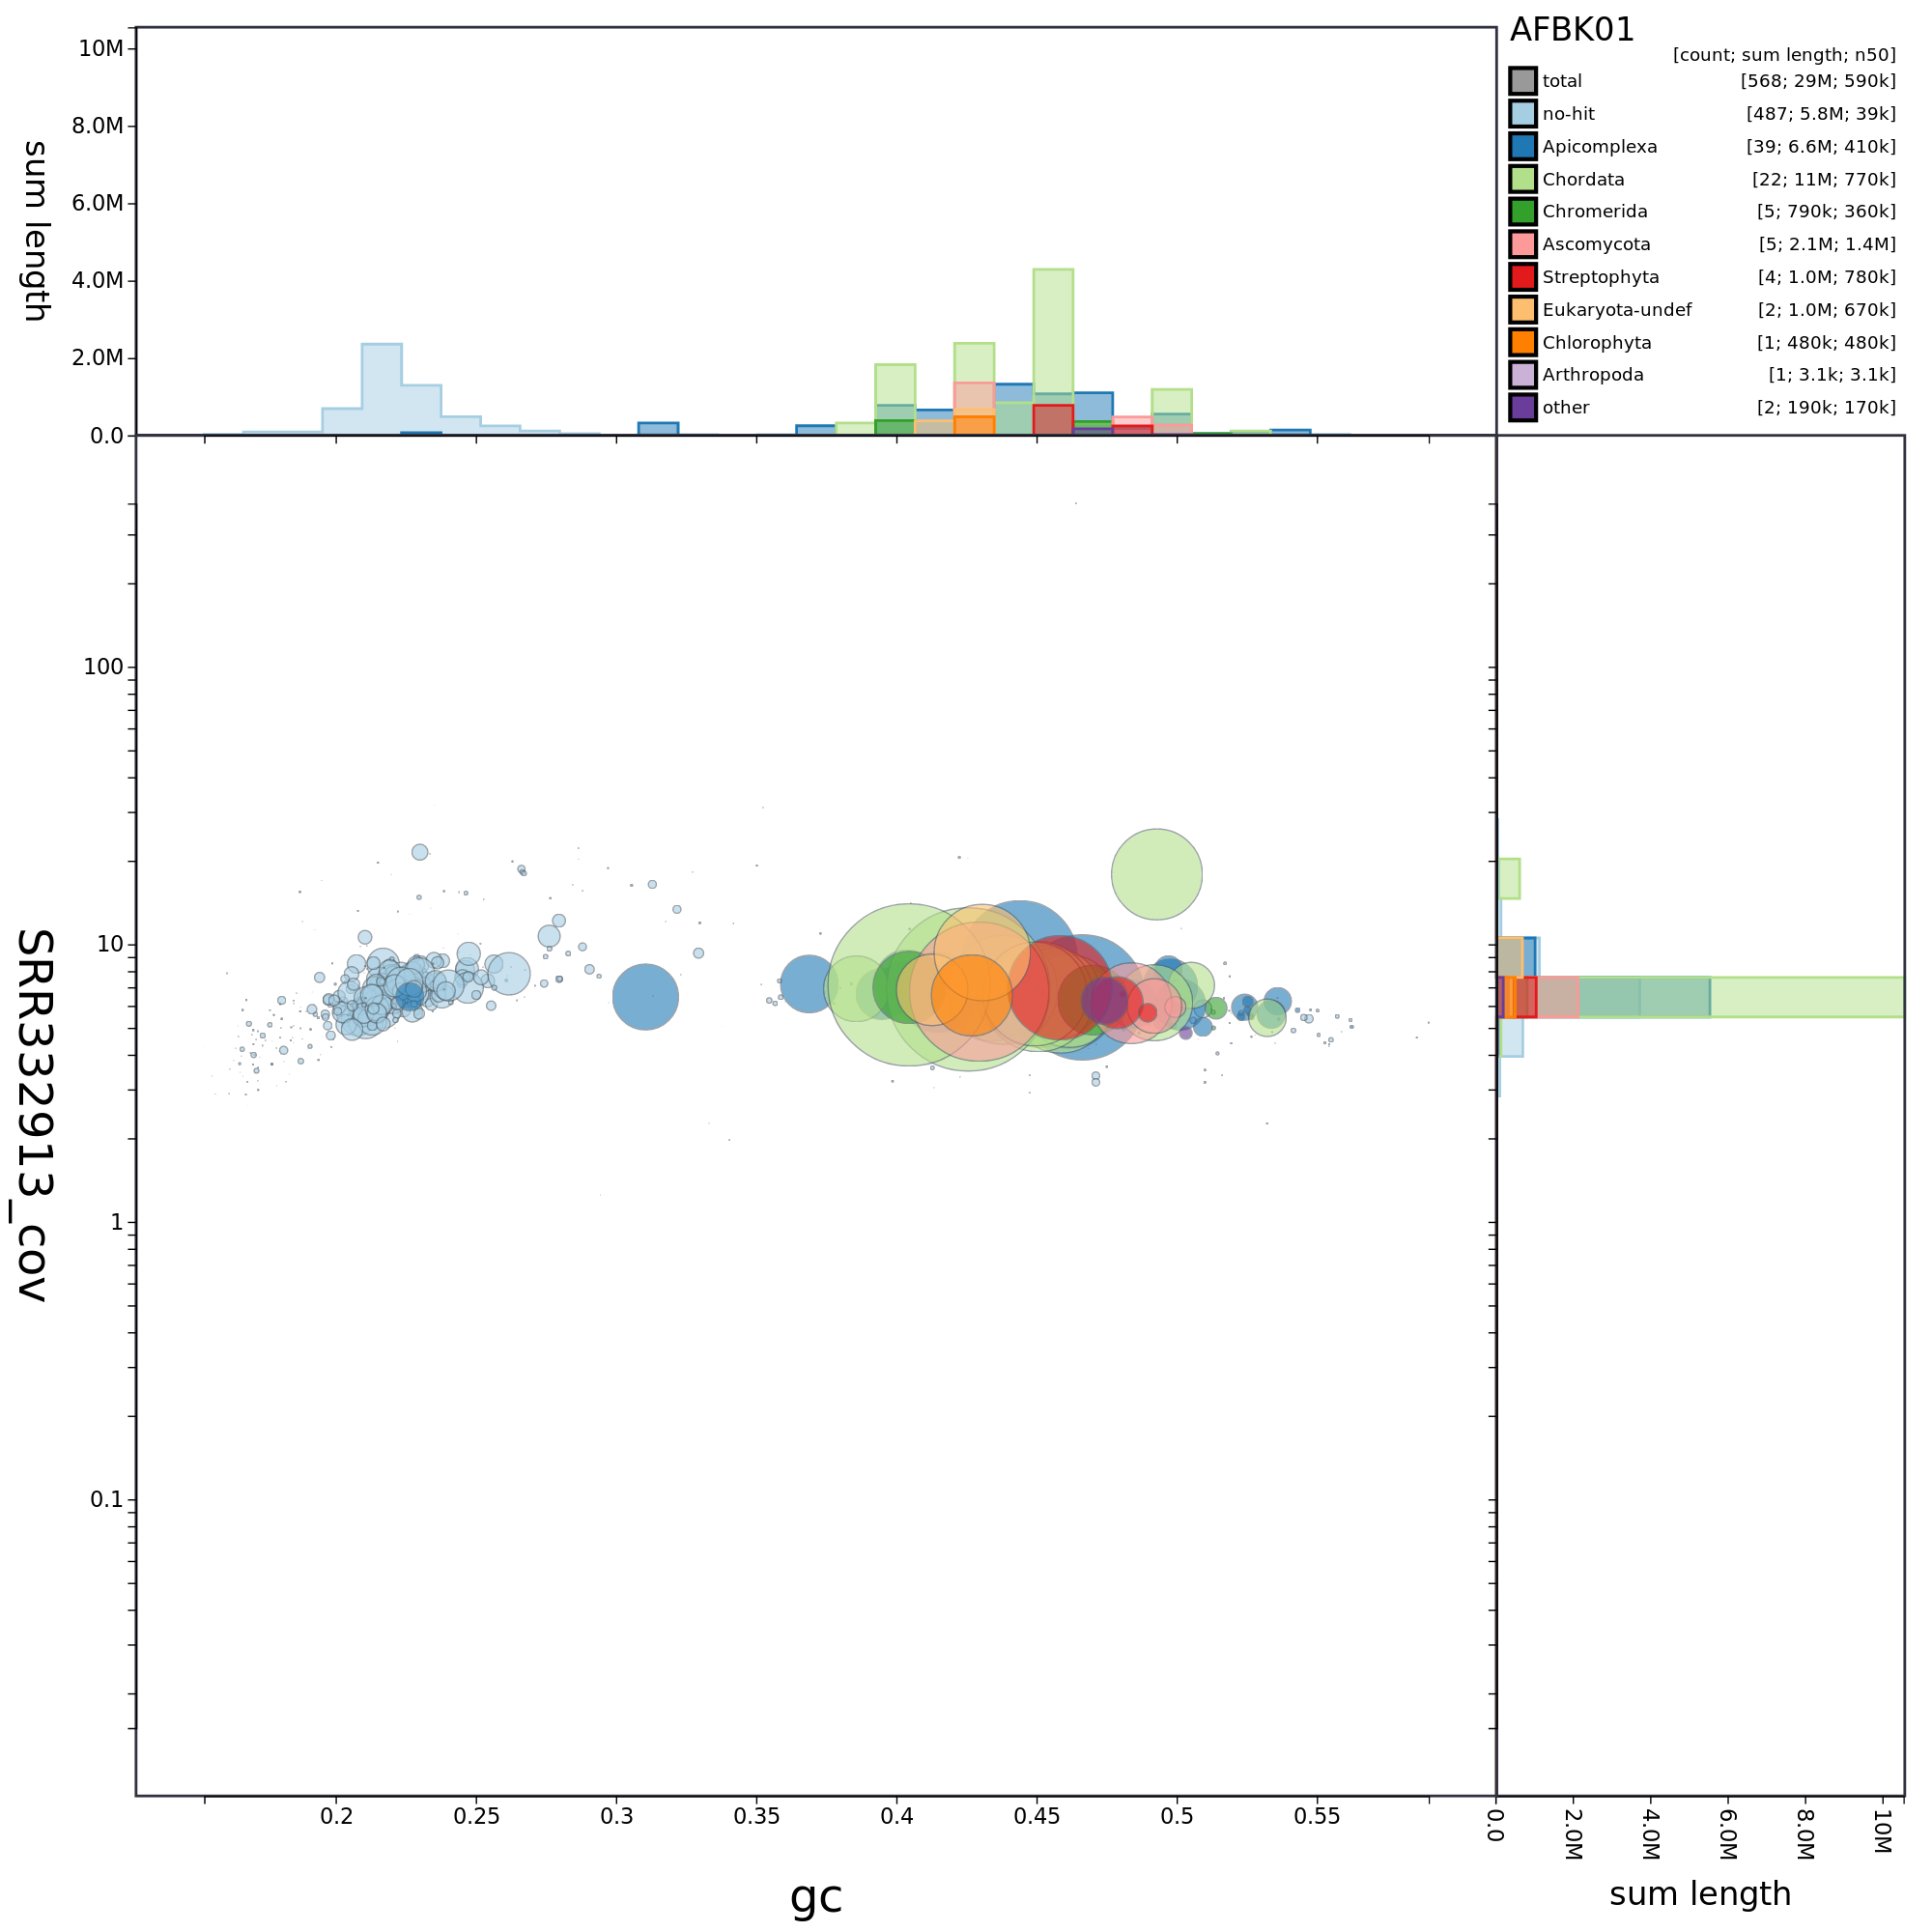 AFBK01
[count; sum length; n50]
total [568; 29M; 590k]
no-hit [487; 5.8M; 39k]
Apicomplexa [39; 6.6M; 410k]
Chordata [22; 11M; 770k]
Chromerida [5; 790k; 360k]
Ascomycota [5; 2.1M; 1.4M]
Streptophyta [4; 1.0M; 780k]
Eukaryota-undef [2; 1.0M; 670k]
Chlorophyta [1; 480k; 480k]
Arthropoda [1; 3.1k; 3.1k]
other [2; 190k; 170k]
sum length
10M
8.0M
6.0M
4.0M
2.0M
0.0
SRR332913_cov
100
10
1
0.1
0.2 0.25 0.3 0.35 0.4 0.45 0.5 0.55
gc
0.0 2.0M 4.0M 6.0M 8.0M 10M
sum length